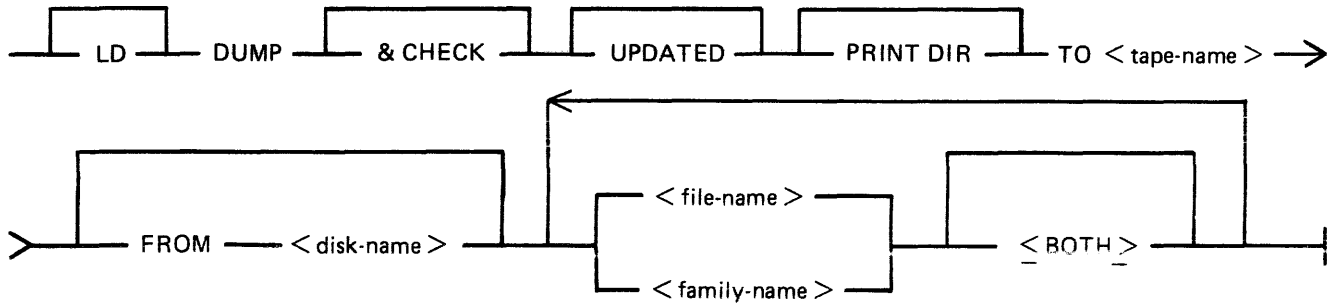 LD DUMP & CHECK UPDATED PRINT DIR TO < tape-name >
< file-name >
FROM < disk-name > < BOTH >
< family-name >